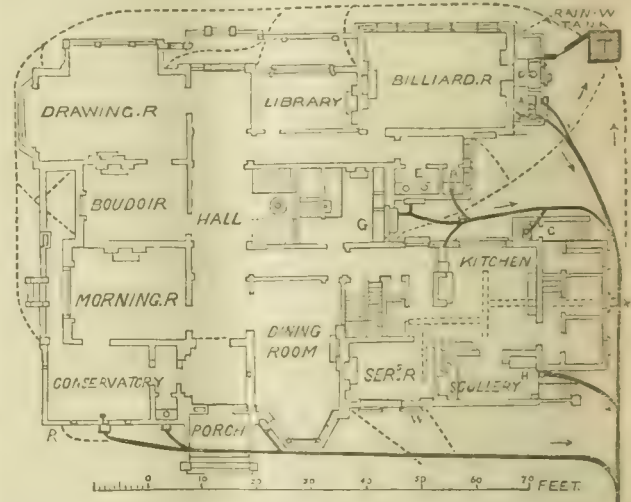 RAIN.W
TANK
T
DRAWING.R
LIBRARY
BILLIARD.R
A
BOUDOIR
HALL
E
A
G
C
KITCHEN
MORNING.R
DINING
ROOM
CONSERVATORY
SER^S.R
SCULLERY
H
PORCH
R
0 10 20 30 40 50 60 70 FEET.